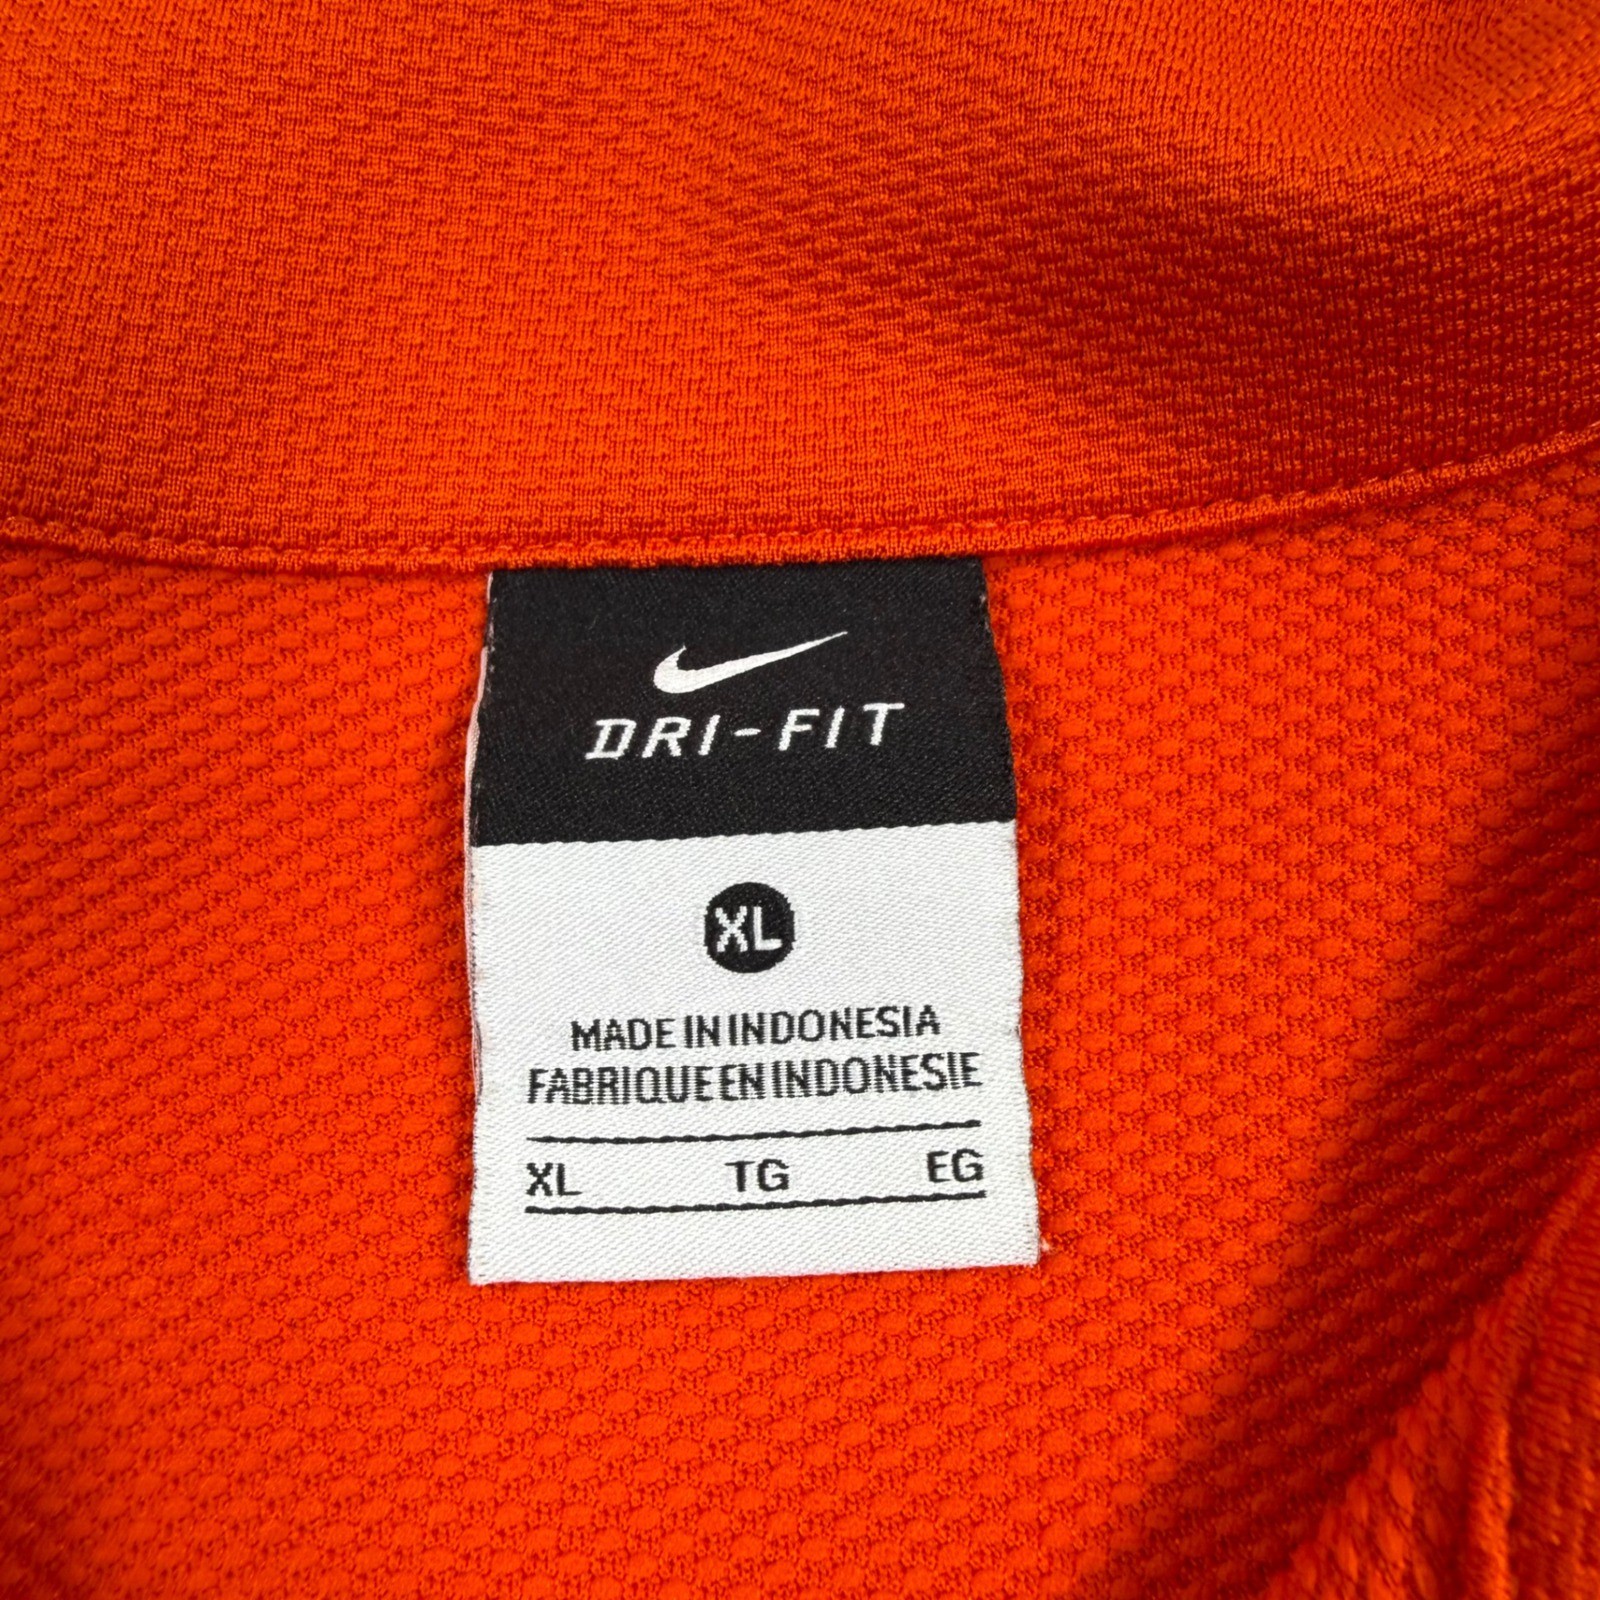 DRI-FIT
XL
MADE IN INDONESIA
FABRIQUE EN INDONESIE
XL TG EG